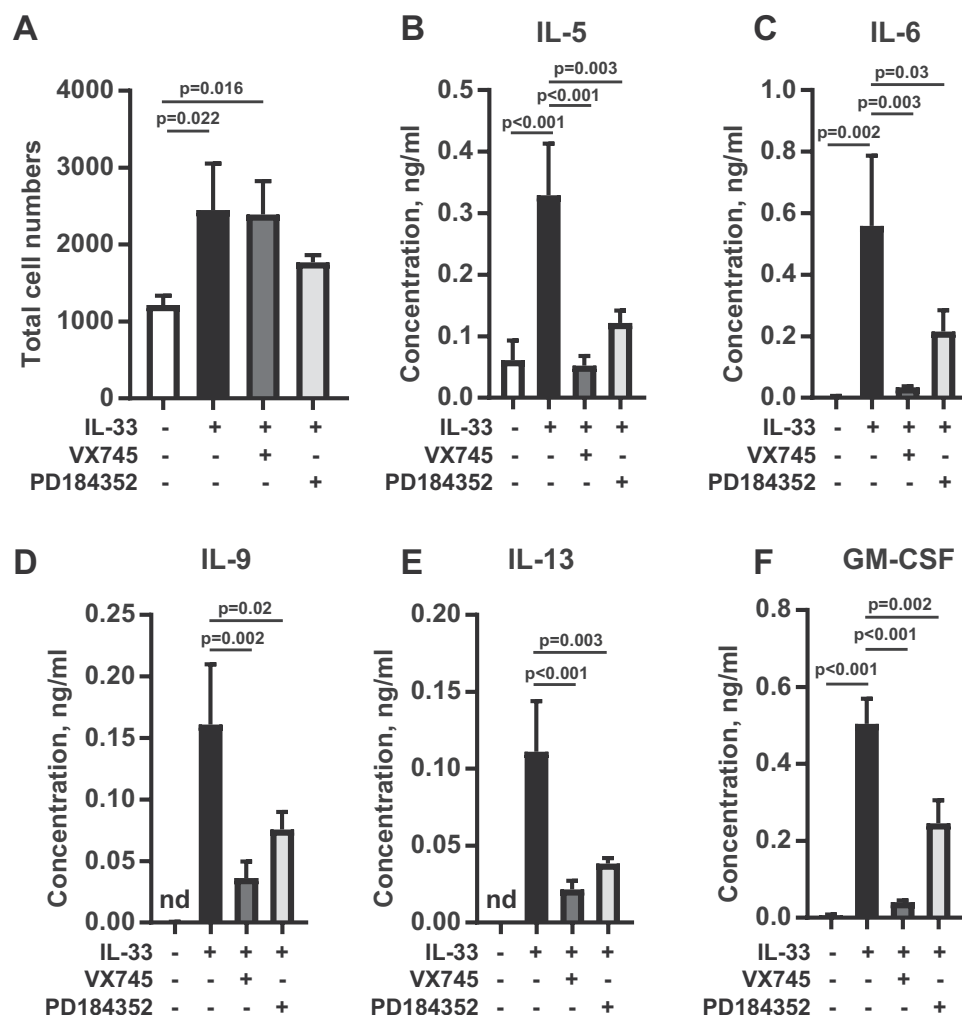 A
p=0.016
p=0.022
4000
3000
2000
1000
0
Total cell numbers
IL-33 - + + +
VX745 - - + -
PD184352 - - - +
B
IL-5
p=0.003
p<0.001
p<0.001
0.5
0.4
0.3
0.2
0.1
0.0
Concentration, ng/ml
IL-33 - + + +
VX745 - - + -
PD184352 - - - +
C
IL-6
p=0.03
p=0.003
p=0.002
1.0
0.8
0.6
0.4
0.2
0.0
Concentration, ng/ml
IL-33 - + + +
VX745 - - + -
PD184352 - - - +
D
IL-9
p=0.02
p=0.002
0.25
0.20
0.15
0.10
0.05
0.00
Concentration, ng/ml
nd
IL-33 - + + +
VX745 - - + -
PD184352 - - - +
E
IL-13
p=0.003
p<0.001
0.20
0.15
0.10
0.05
0.00
Concentration, ng/ml
nd
IL-33 - + + +
VX745 - - + -
PD184352 - - - +
F
GM-CSF
p=0.002
p<0.001
p<0.001
0.8
0.6
0.4
0.2
0.0
Concentration, ng/ml
IL-33 - + + +
VX745 - - + -
PD184352 - - - +